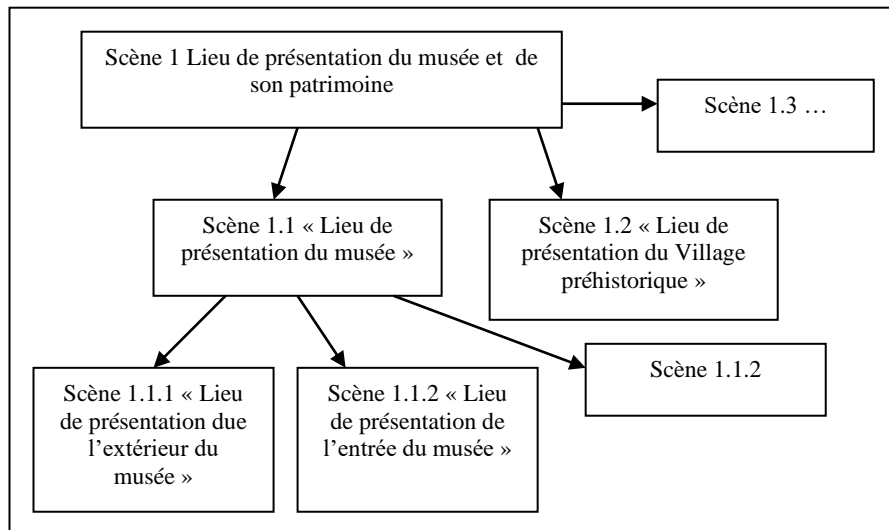 Scène 1 Lieu de présentation du musée et  de
son patrimoine
Scène 1.3 …
Scène 1.1 « Lieu de
présentation du musée »
Scène 1.2 « Lieu de
présentation du Village
préhistorique »
Scène 1.1.1 « Lieu
de présentation due
l’extérieur du
musée »
Scène 1.1.2 « Lieu
de présentation de
l’entrée du musée »
Scène 1.1.2